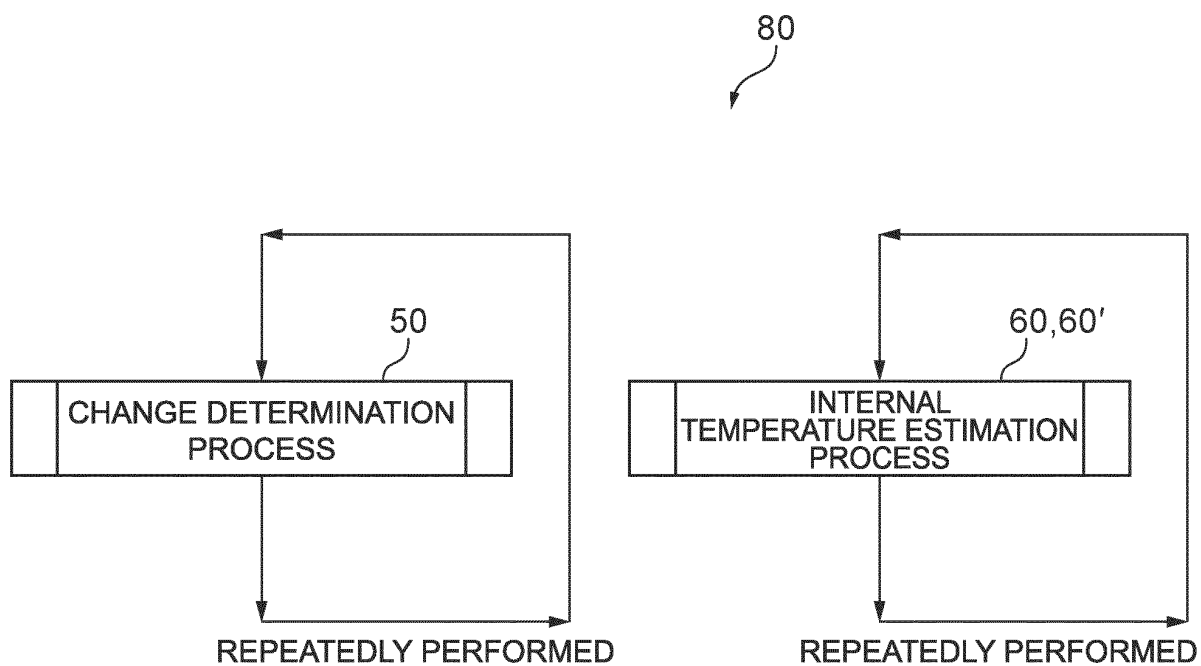 80
50
CHANGE DETERMINATION
PROCESS
REPEATEDLY PERFORMED
60,60'
INTERNAL
TEMPERATURE ESTIMATION
PROCESS
REPEATEDLY PERFORMED